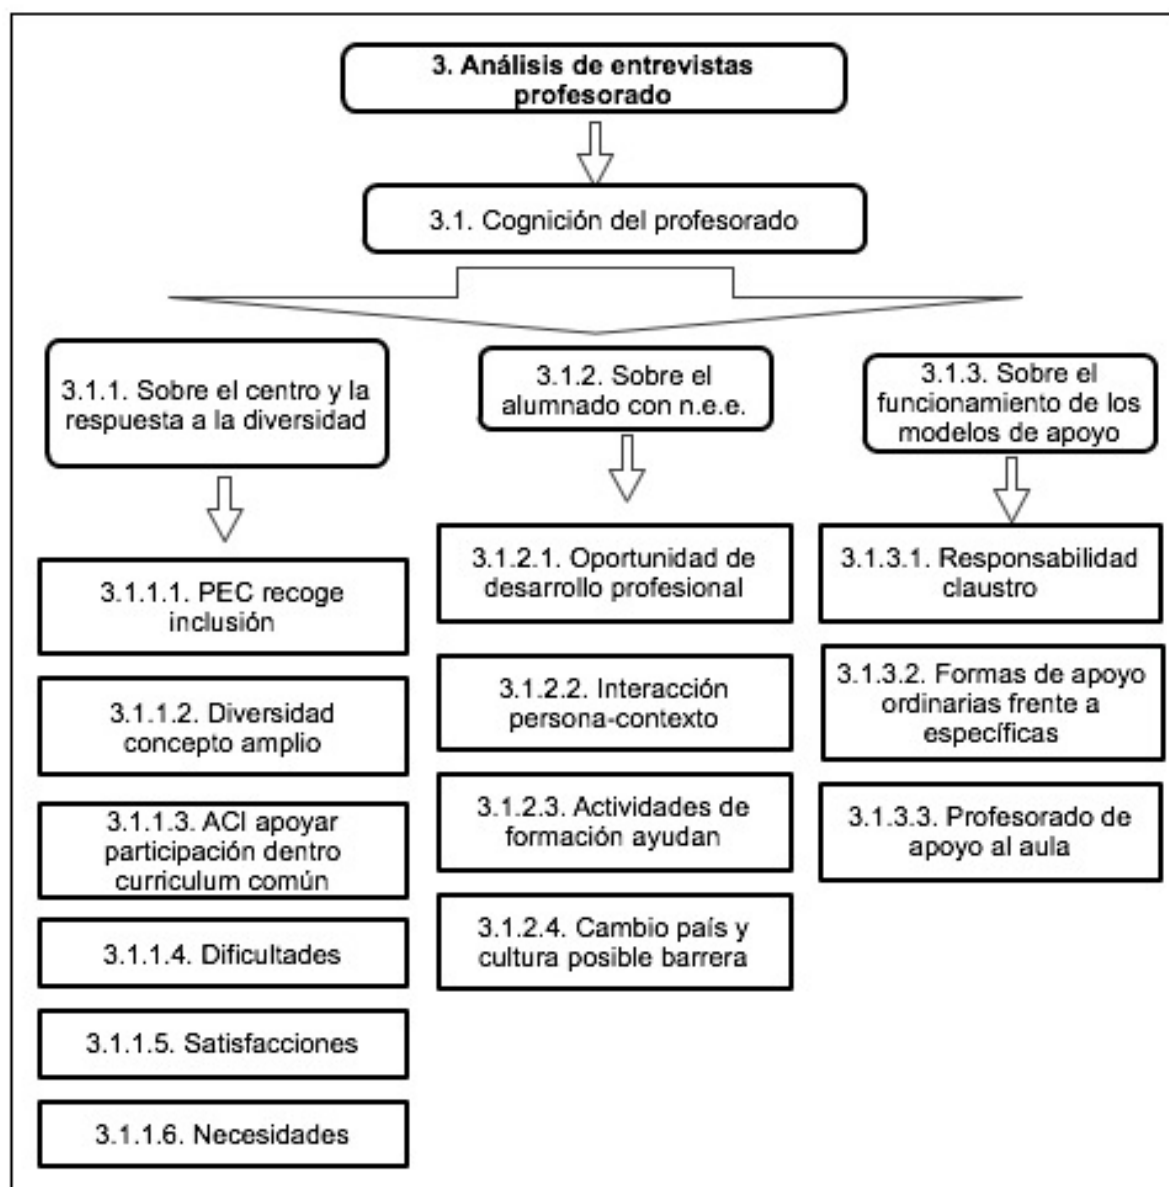 3. Análisis de entrevistas
profesorado
3.1. Cognición del profesorado
3.1.1. Sobre el centro y la
respuesta a la diversidad
3.1.1.1. PEC recoge
inclusión
3.1.1.2. Diversidad
concepto amplio
3.1.1.3. ACI apoyar
participación dentro
curriculum común
3.1.1.4. Dificultades
3.1.1.5. Satisfacciones
3.1.1.6. Necesidades
3.1.2. Sobre el
alumnado con n.e.e.
3.1.2.1. Oportunidad de
desarrollo profesional
3.1.2.2. Interacción
persona-contexto
3.1.2.3. Actividades de
formación ayudan
3.1.2.4. Cambio país y
cultura posible barrera
3.1.3. Sobre el
funcionamiento de los
modelos de apoyo
3.1.3.1. Responsabilidad
claustro
3.1.3.2. Formas de apoyo
ordinarias frente a
específicas
3.1.3.3. Profesorado de
apoyo al aula